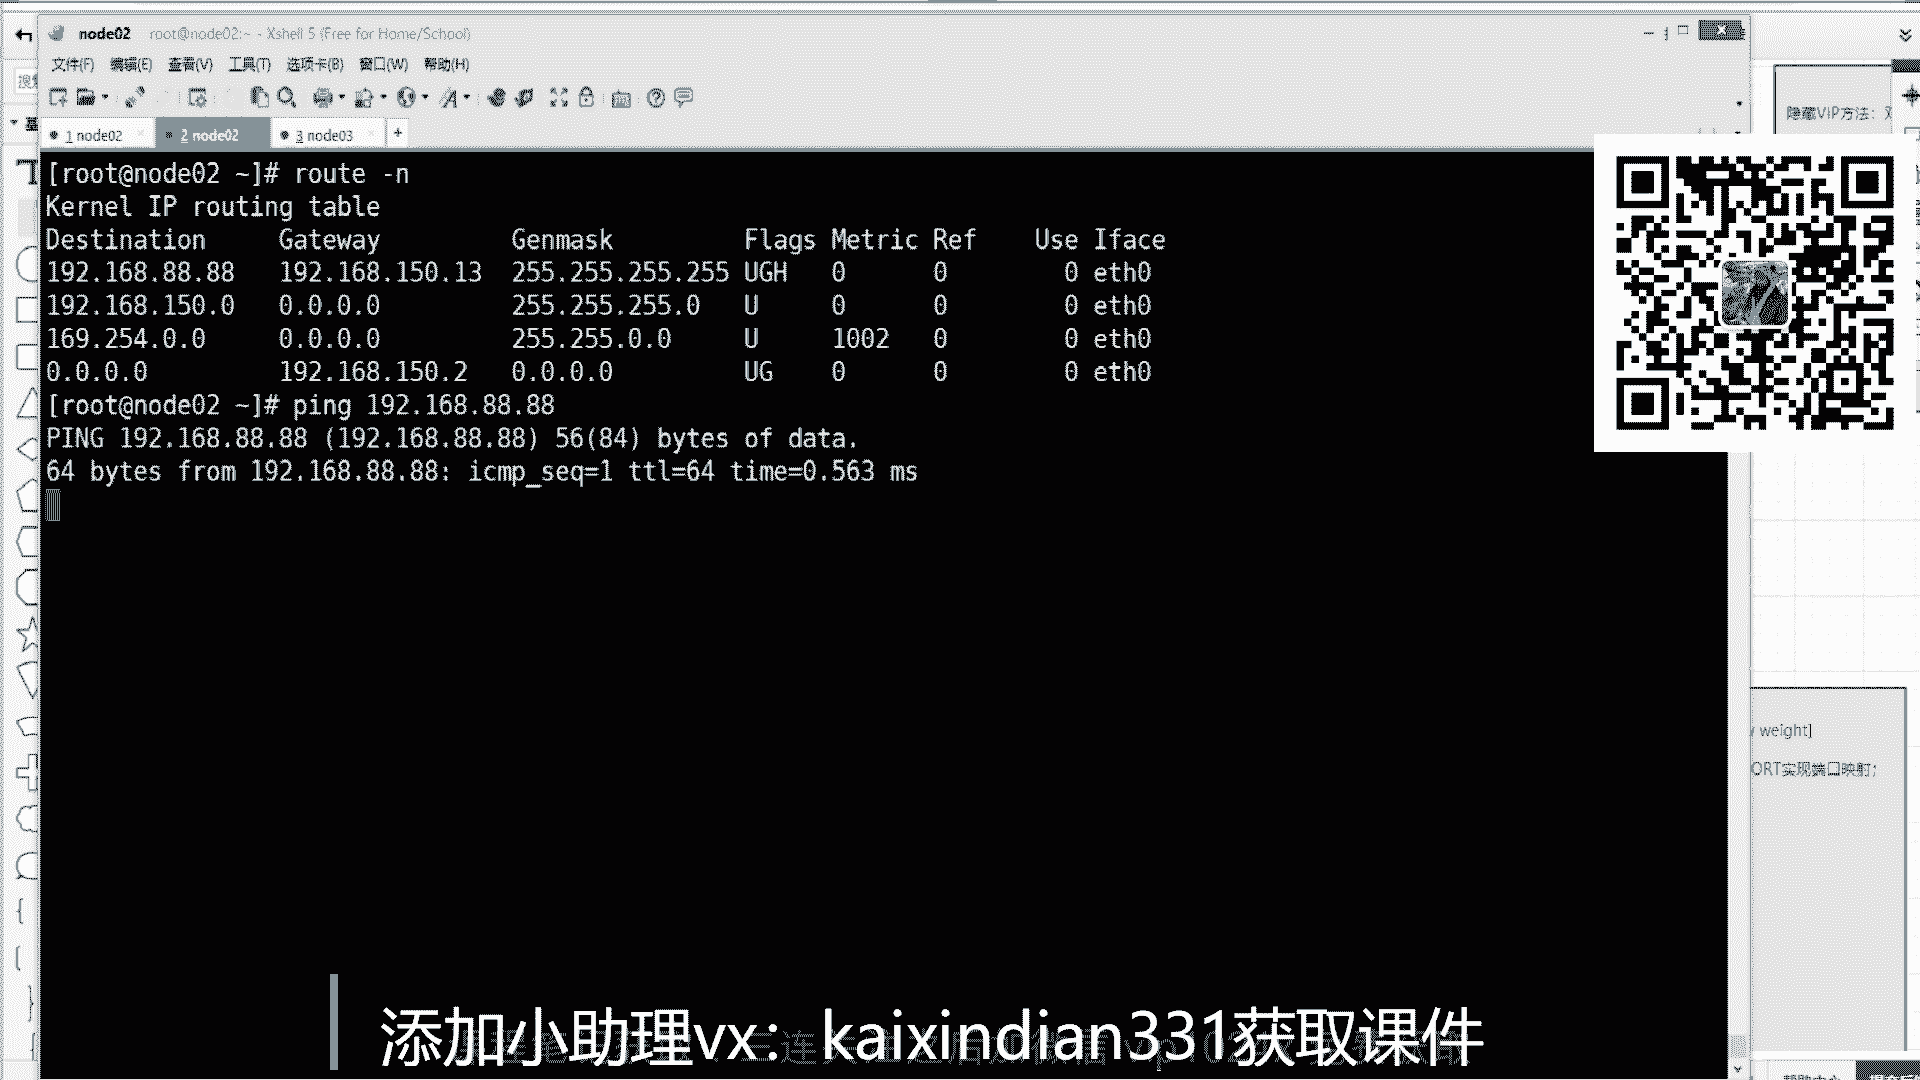 node02 root@node02:~ - Xshell 5 (Free for Home/School)
文件(F) 编辑(E) 查看(V) 工具(T) 选项卡(B) 窗口(W) 帮助(H)
1 node02 2 node02 3 node03 +
隐藏VIP方法：
[root@node02 ~]# route -n
Kernel IP routing table
Destination Gateway Genmask Flags Metric Ref Use Iface
192.168.88.88 192.168.150.13 255.255.255.255 UGH 0 0 0 eth0
192.168.150.0 0.0.0.0 255.255.255.0 U 0 0 0 eth0
169.254.0.0 0.0.0.0 255.255.0.0 U 1002 0 0 eth0
0.0.0.0 192.168.150.2 0.0.0.0 UG 0 0 0 eth0
[root@node02 ~]# ping 192.168.88.88
PING 192.168.88.88 (192.168.88.88) 56(84) bytes of data.
64 bytes from 192.168.88.88: icmp_seq=1 ttl=64 time=0.563 ms
weight]
ORT实现端口映射；
添加小助理vx：kaixindian331获取课件